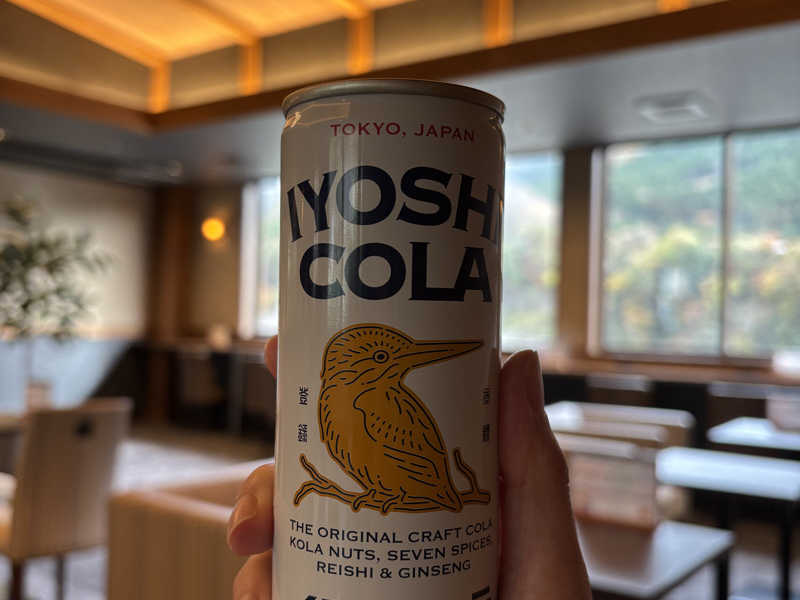 TOKYO, JAPAN
IYOSHI
COLA
THE ORIGINAL CRAFT COLA
KOLA NUTS, SEVEN SPICES,
REISHI & GINSENG